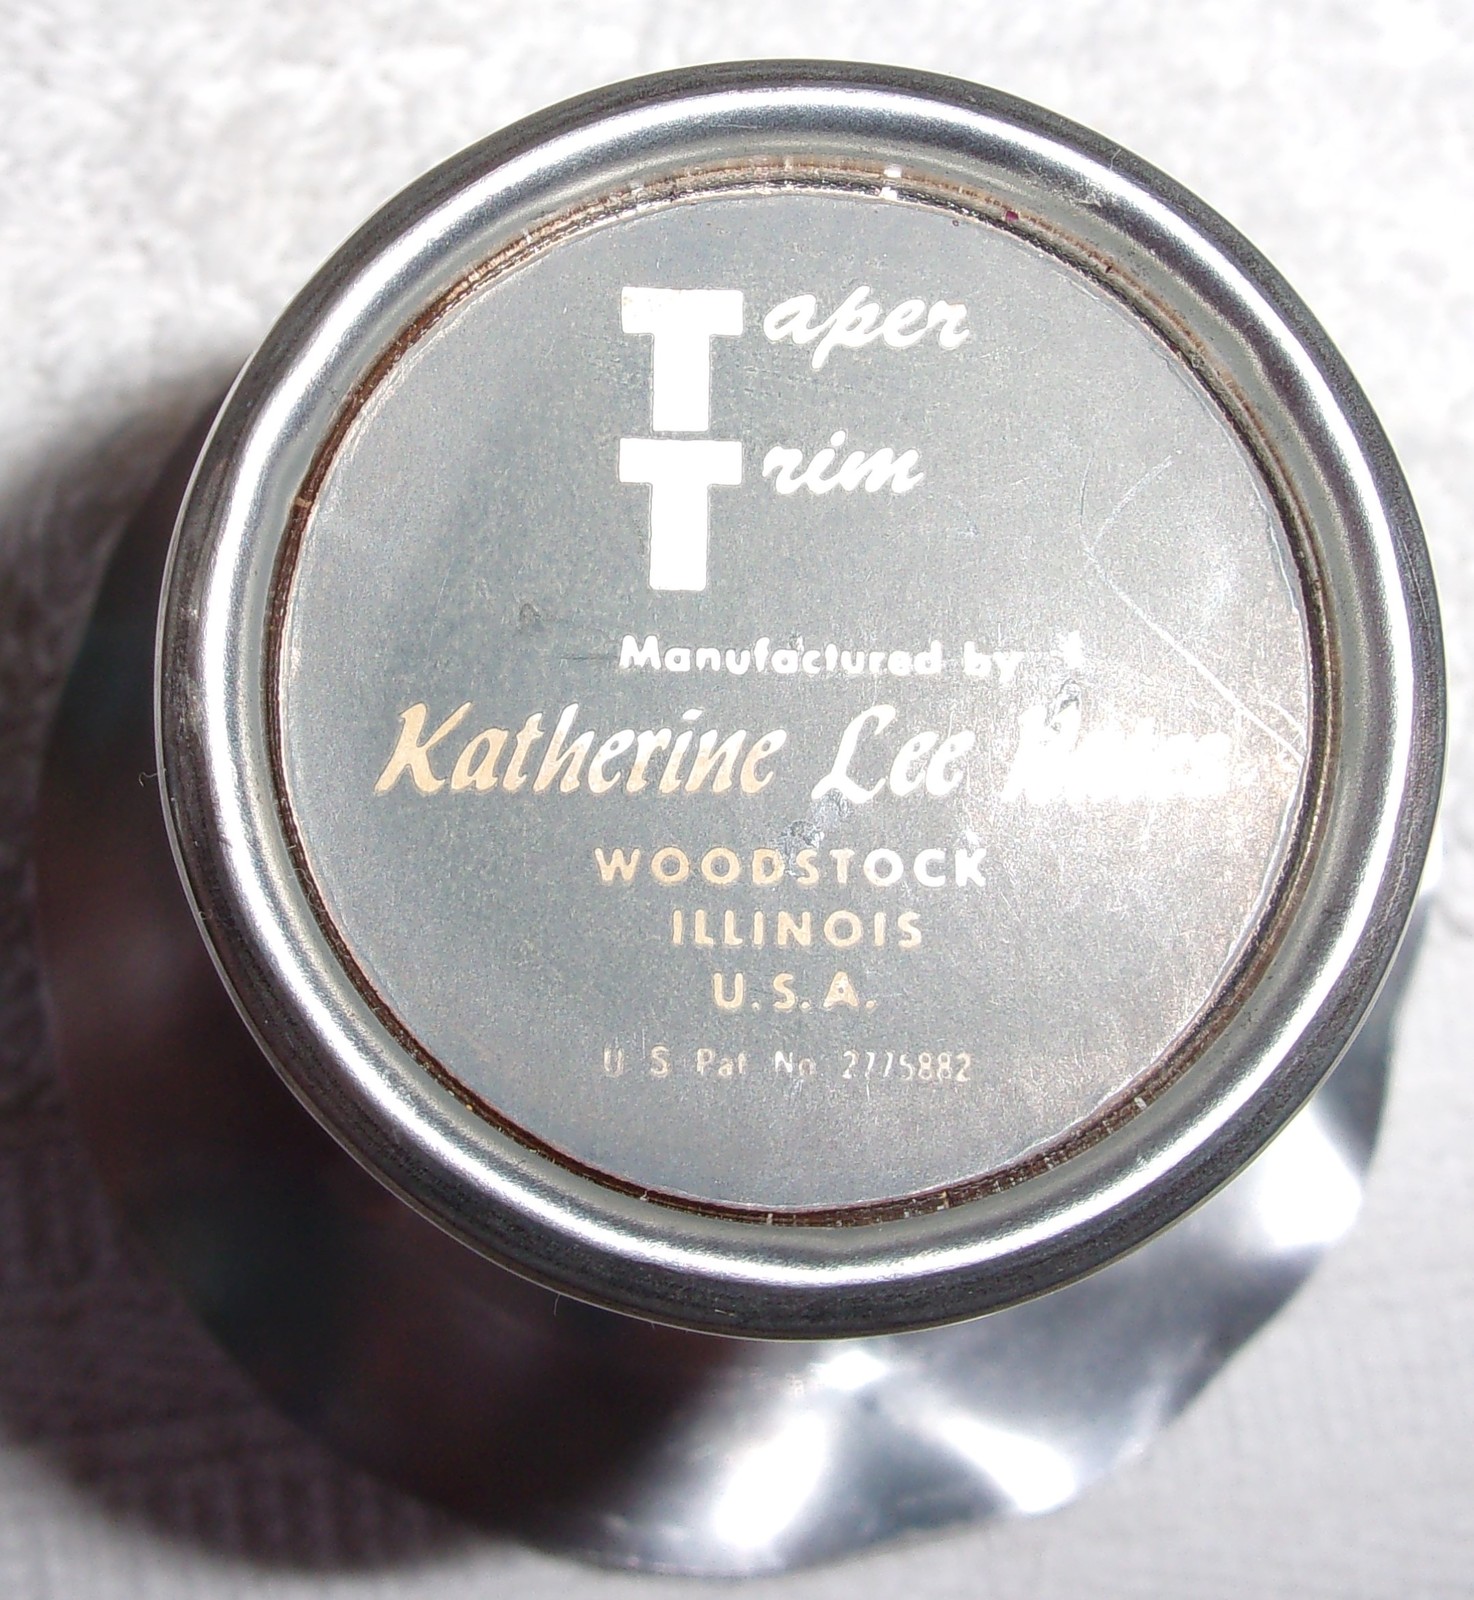 Taper
Trim
Manufactured by
Katherine Lee
WOODSTOCK
ILLINOIS
U.S.A.
U S Pat No 2775882